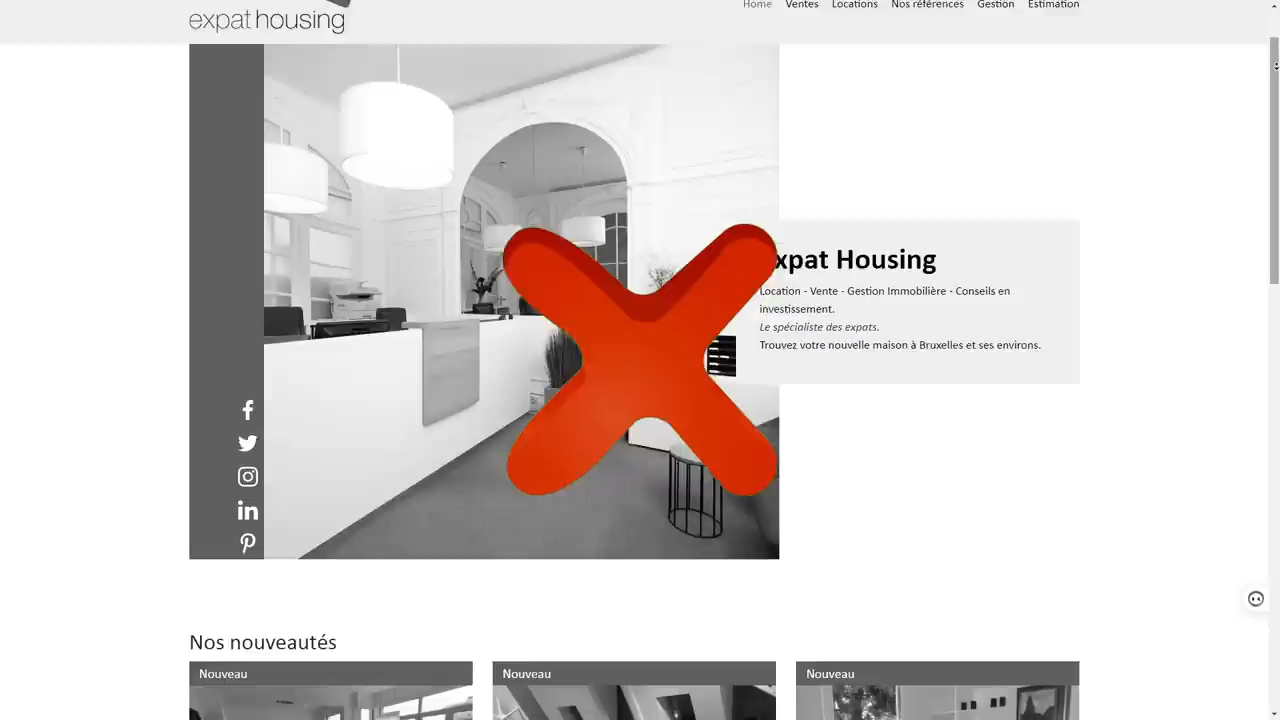 expat housing
Home Ventes Locations Nos références Gestion Estimation
xpat Housing
Location - Vente - Gestion Immobilière - Conseils en
investissement.
Le spécialiste des expats.
Trouvez votre nouvelle maison à Bruxelles et ses environs.
Nos nouveautés
Nouveau
Nouveau
Nouveau